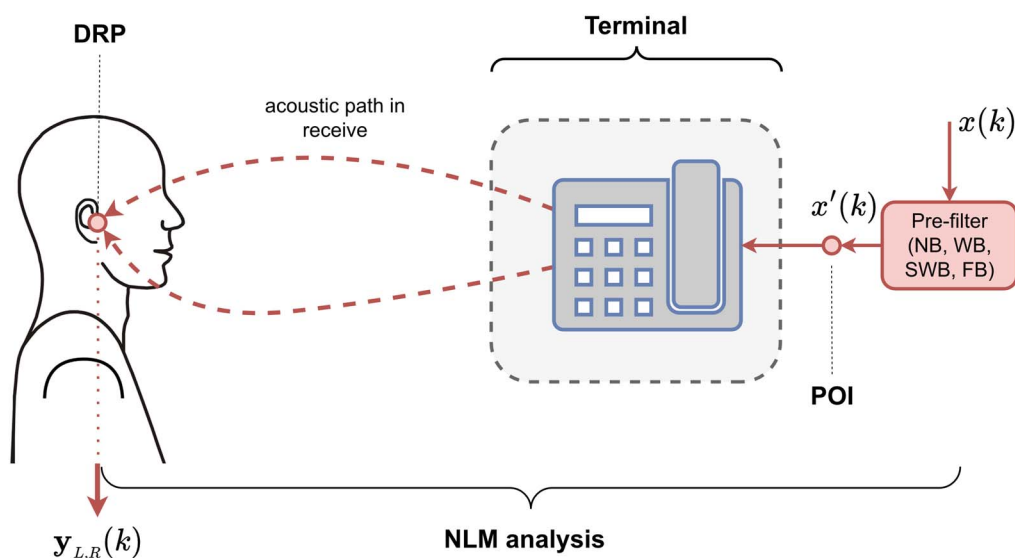 DRP
Terminal
acoustic path in
receive
x(k)
x′(k)
Pre-filter
(NB, WB,
SWB, FB)
POI
y_{L,R}(k)
NLM analysis